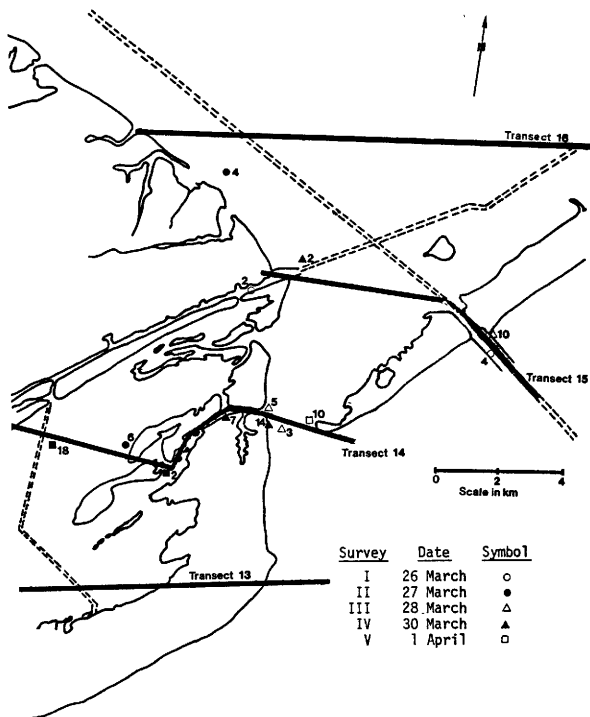 Transect 16
4
2
2
10
4
Transect 15
5
10
7
14
3
Transect 14
6
18
2
0 2 4
Scale in km
Transect 13
Survey Date Symbol
I 26 March ○
II 27 March ●
III 28 March △
IV 30 March ▲
V 1 April □